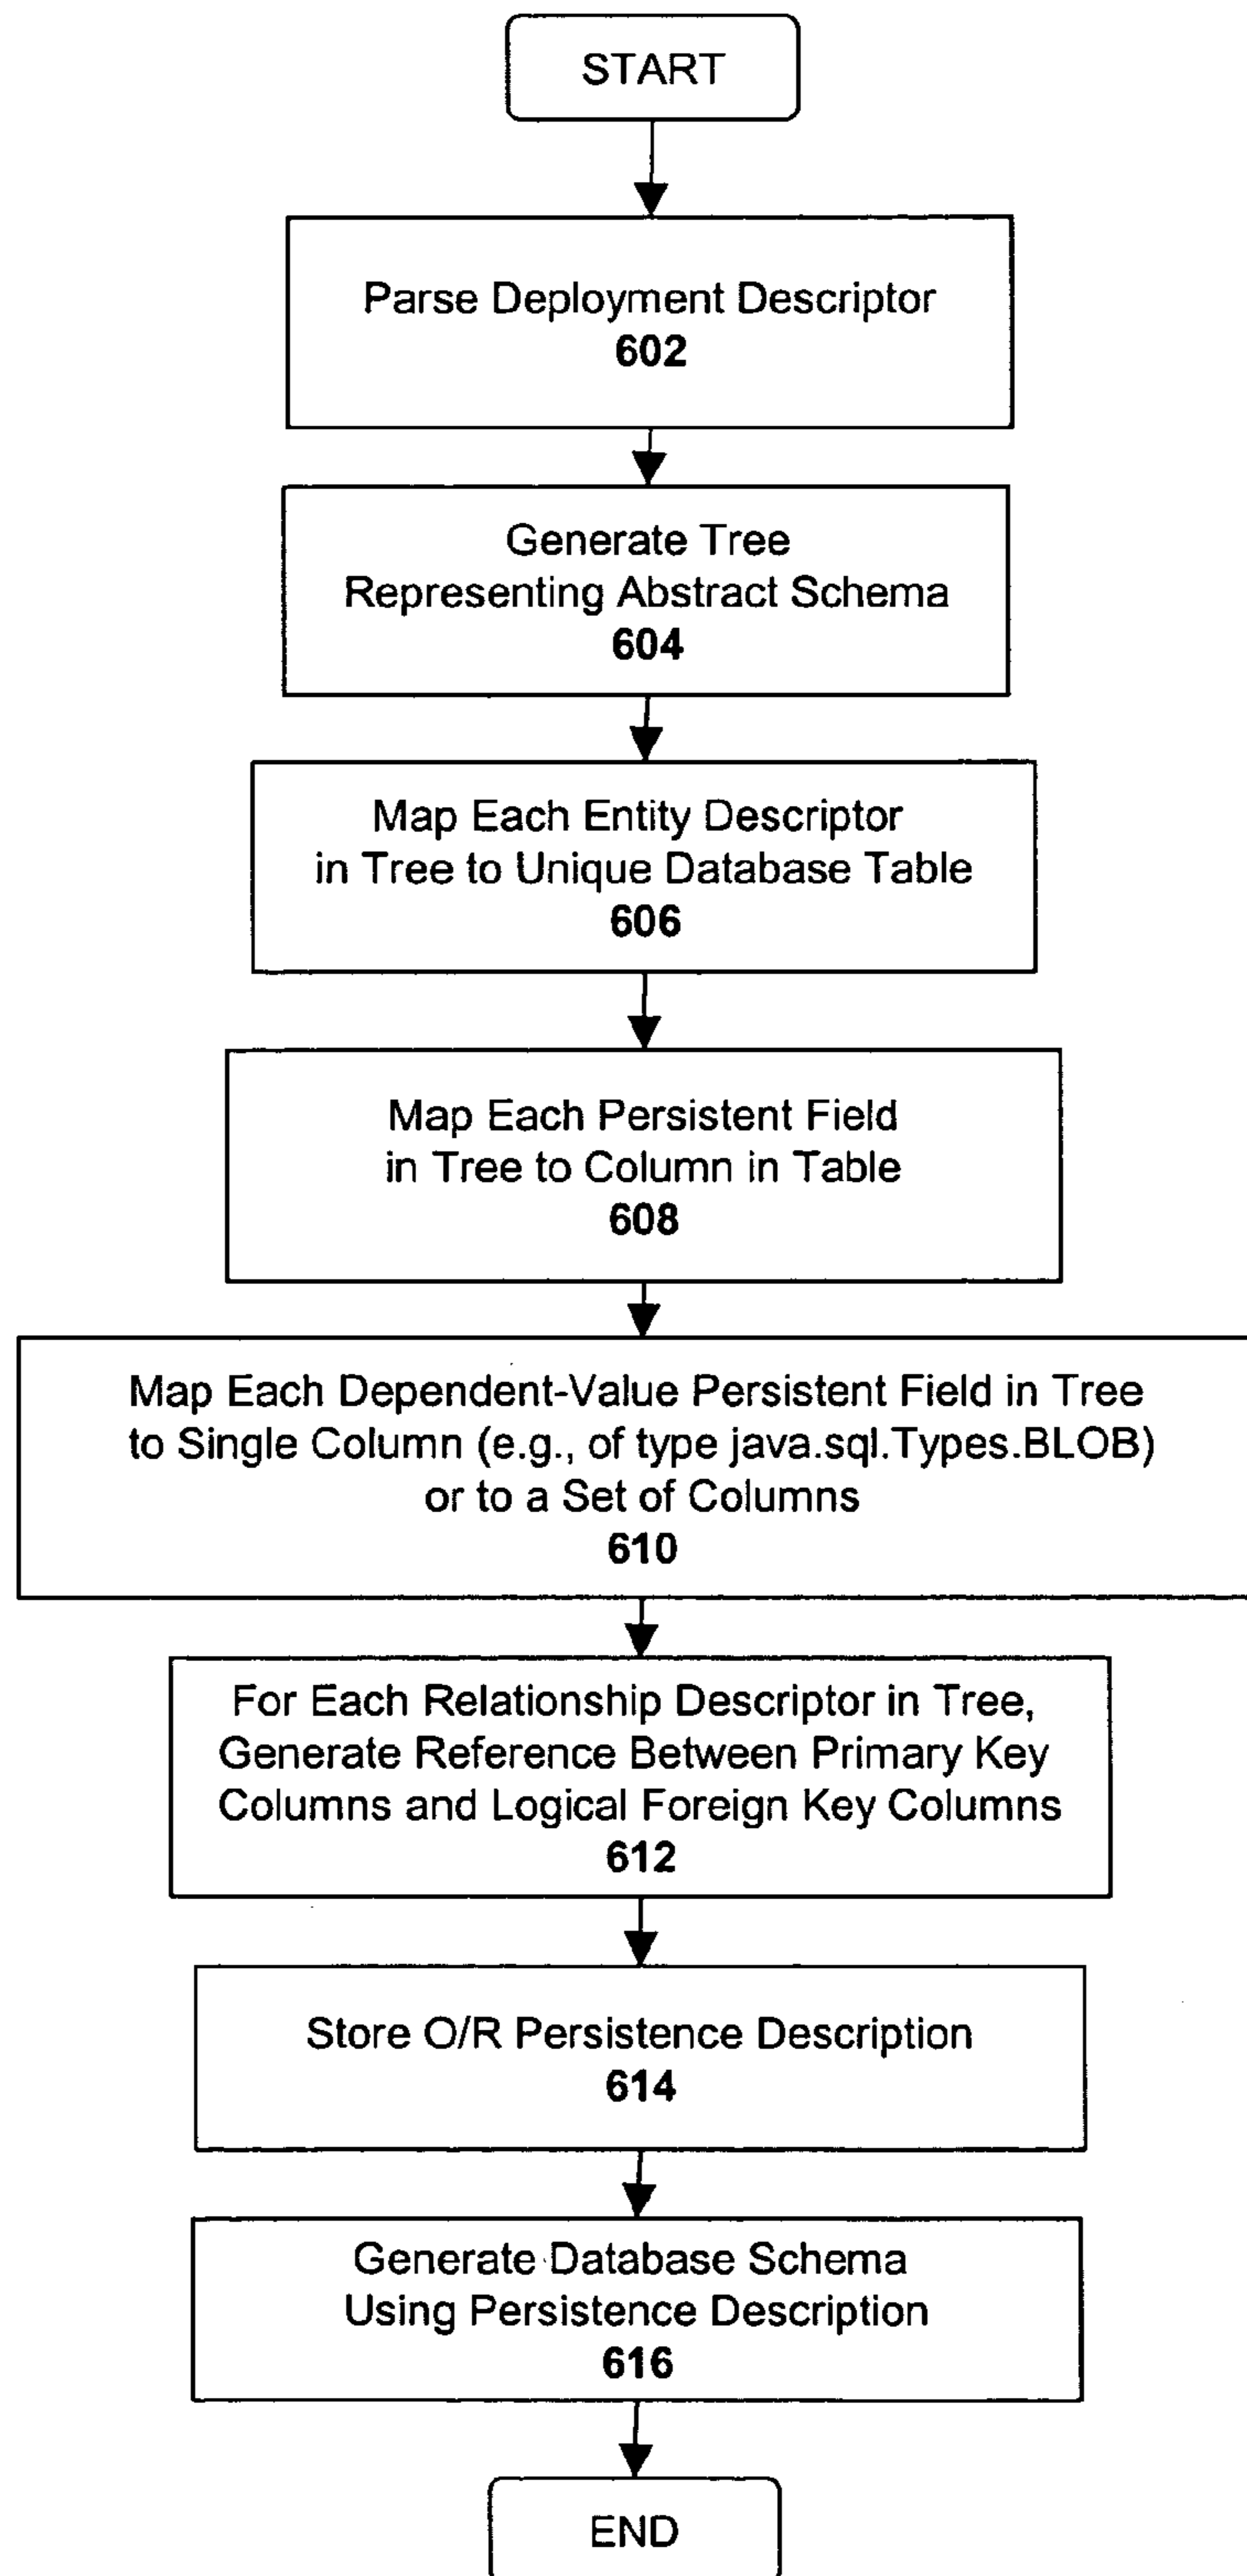 START
Parse Deployment Descriptor
602
Generate Tree
Representing Abstract Schema
604
Map Each Entity Descriptor
in Tree to Unique Database Table
606
Map Each Persistent Field
in Tree to Column in Table
608
Map Each Dependent-Value Persistent Field in Tree
to Single Column (e.g., of type java.sql.Types.BLOB)
or to a Set of Columns
610
For Each Relationship Descriptor in Tree,
Generate Reference Between Primary Key
Columns and Logical Foreign Key Columns
612
Store O/R Persistence Description
614
Generate Database Schema
Using Persistence Description
616
END